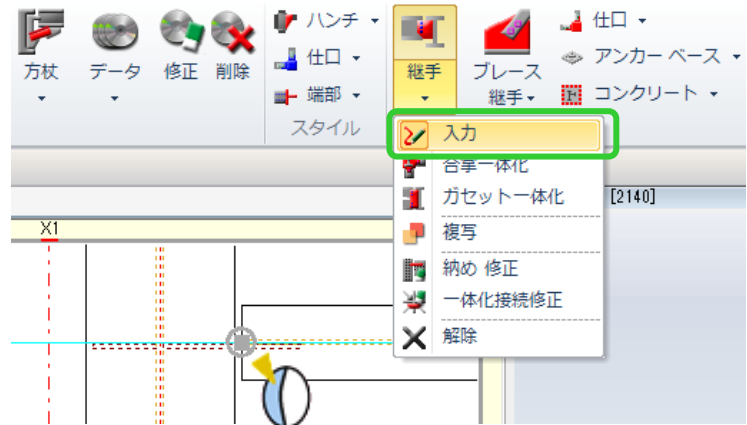 ハンチ
仕口
端部
スタイル
方杖
データ
修正
削除
継手
ブレース
継手
仕口
アンカー ベース
コンクリート
入力
合掌一体化
ガセット一体化
複写
納め 修正
一体化接続修正
解除
[2140]
X1